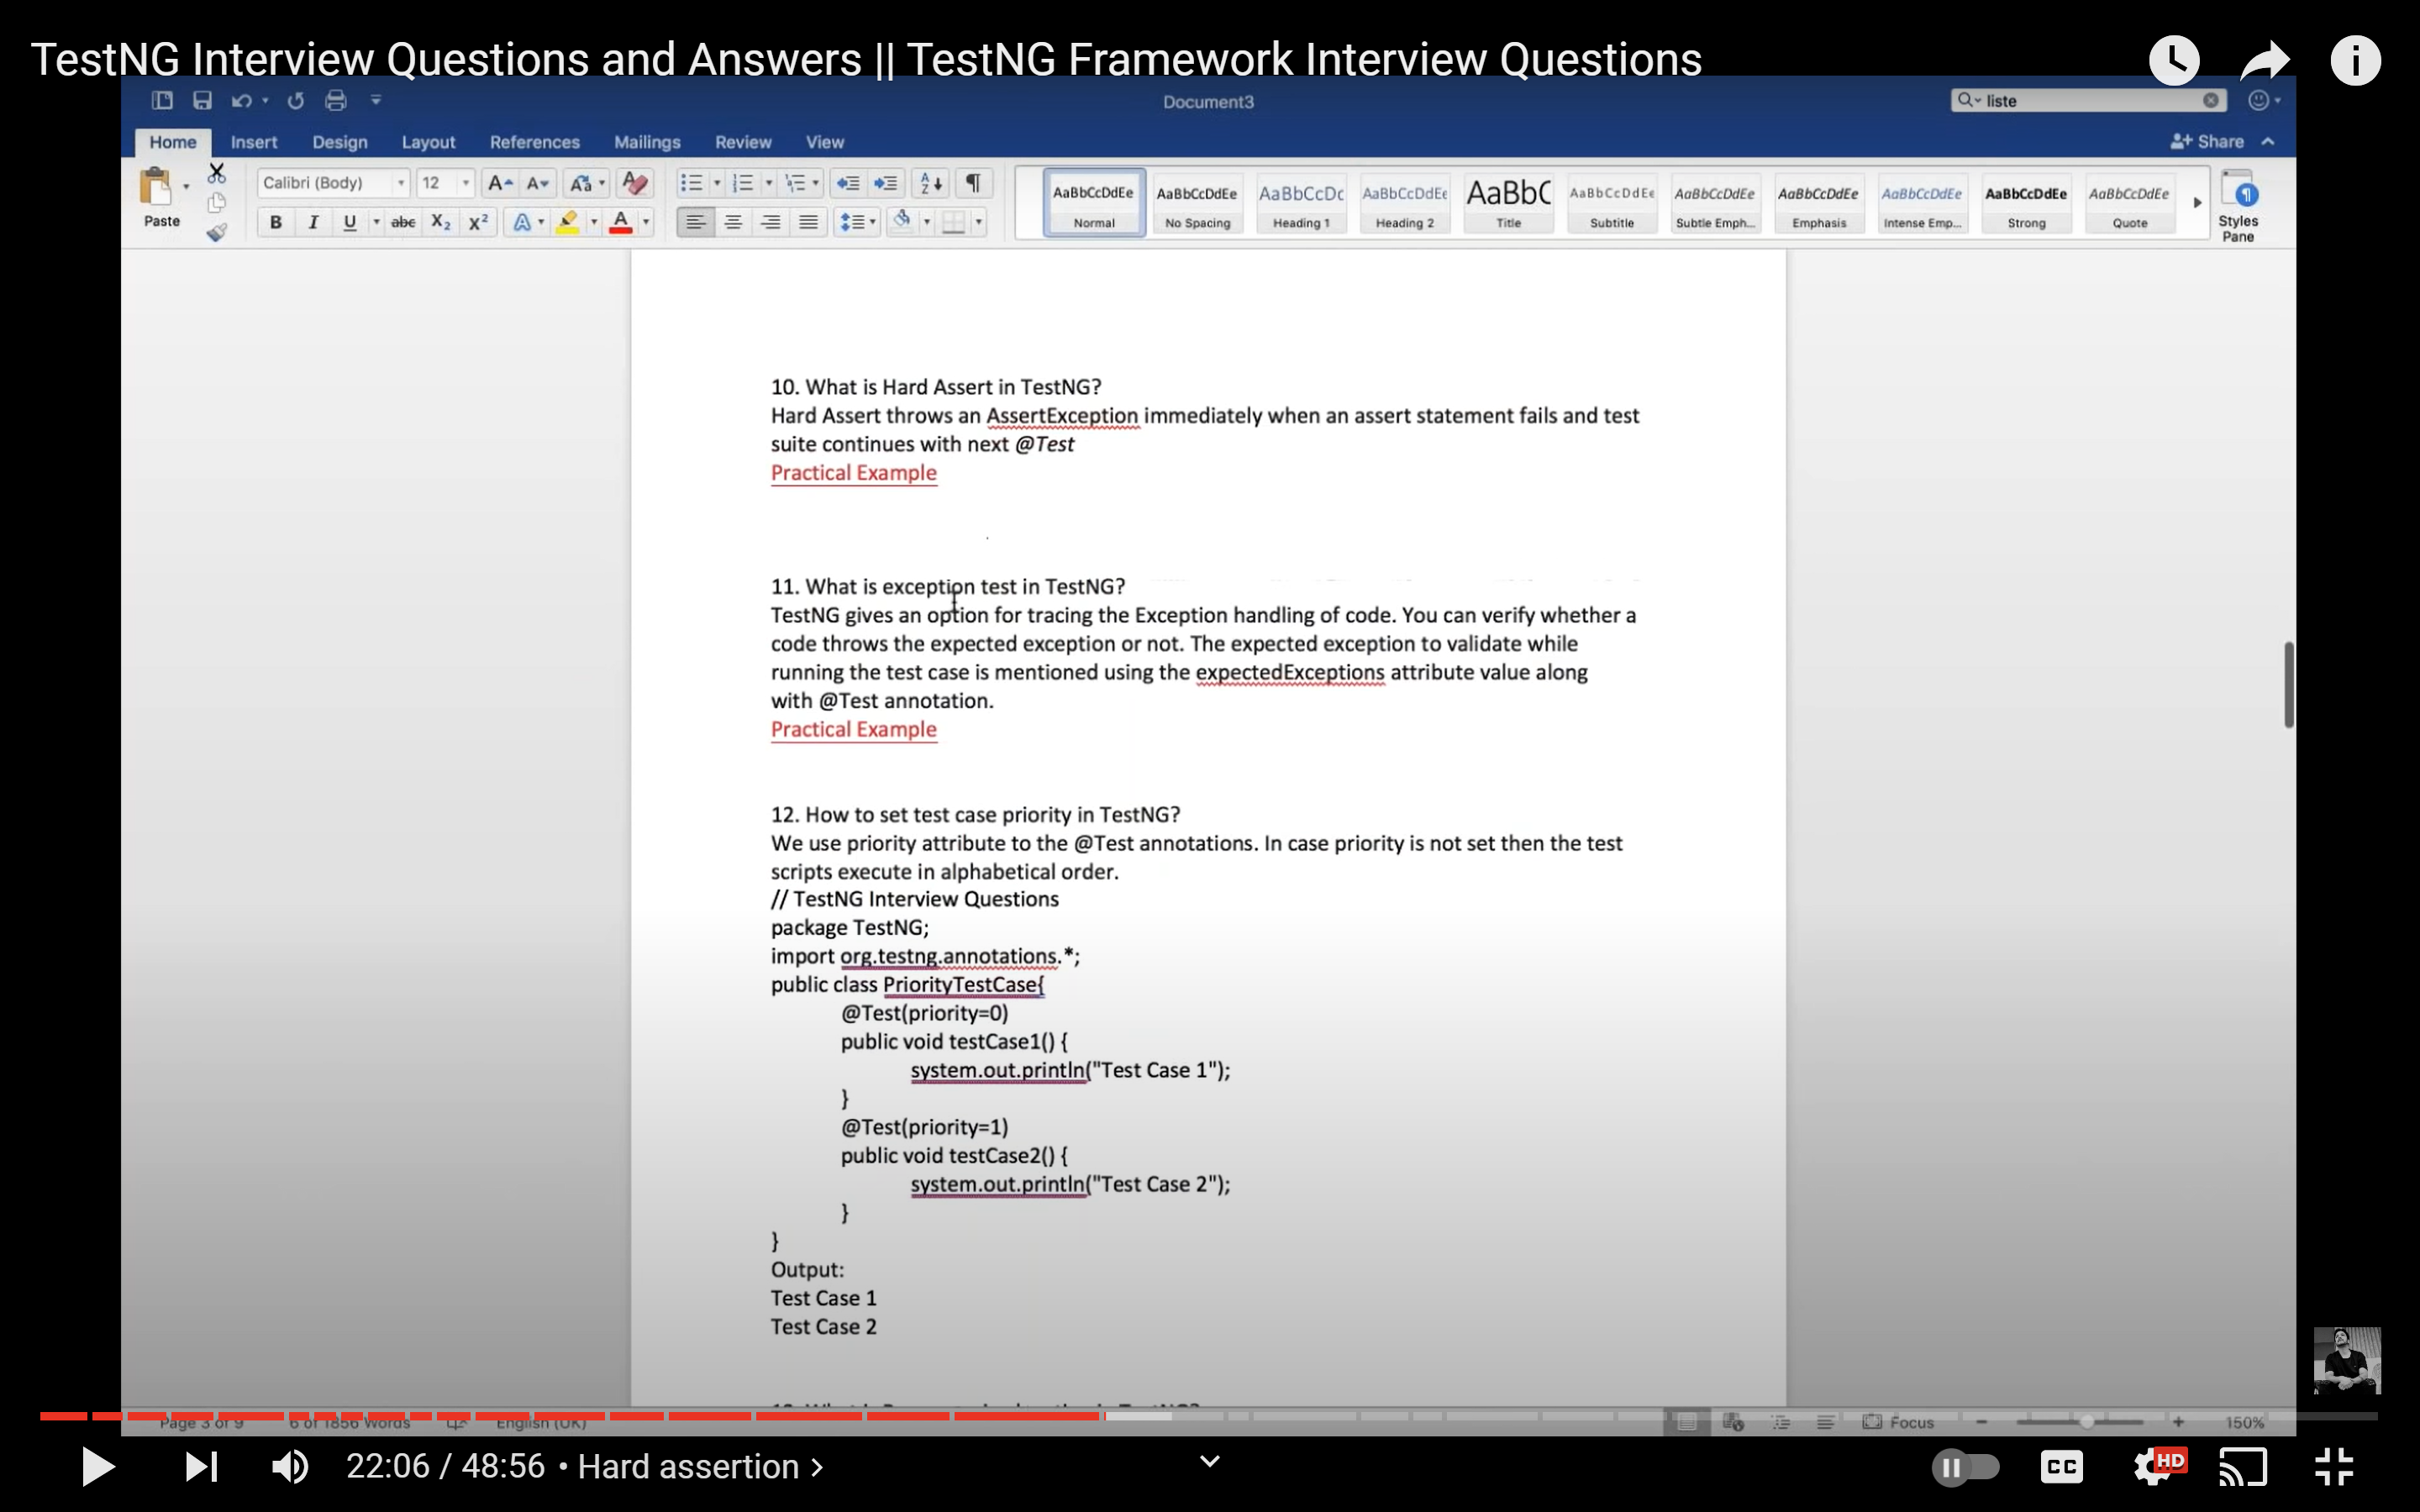 TestNG Interview Questions and Answers || TestNG Framework Interview Questions
Document3
liste
Home Insert Design Layout References Mailings Review View
Share
Paste
Calibri (Body) 12
AaBbCcDdEe AaBbCcDdEe AaBbCcDc AaBbCcDdEe AaBbC AaBbCcDdEe AaBbCcDdEe AaBbCcDdEe AaBbCcDdEe AaBbCcDdEe AaBbCcDdEe
Normal No Spacing Heading 1 Heading 2 Title Subtitle Subtle Emph... Emphasis Intense Emp... Strong Quote
Styles
Pane
10. What is Hard Assert in TestNG?
Hard Assert throws an AssertException immediately when an assert statement fails and test
suite continues with next @Test
Practical Example
11. What is exception test in TestNG?
TestNG gives an option for tracing the Exception handling of code. You can verify whether a
code throws the expected exception or not. The expected exception to validate while
running the test case is mentioned using the expectedExceptions attribute value along
with @Test annotation.
Practical Example
12. How to set test case priority in TestNG?
We use priority attribute to the @Test annotations. In case priority is not set then the test
scripts execute in alphabetical order.
// TestNG Interview Questions
package TestNG;
import org.testng.annotations.*;
public class PriorityTestCase{
@Test(priority=0)
public void testCase1() {
system.out.println("Test Case 1");
}
@Test(priority=1)
public void testCase2() {
system.out.println("Test Case 2");
}
}
Output:
Test Case 1
Test Case 2
Page 3 of 9 6 of 1856 Words English (UK)
Focus 150%
22:06 / 48:56 • Hard assertion
CC HD